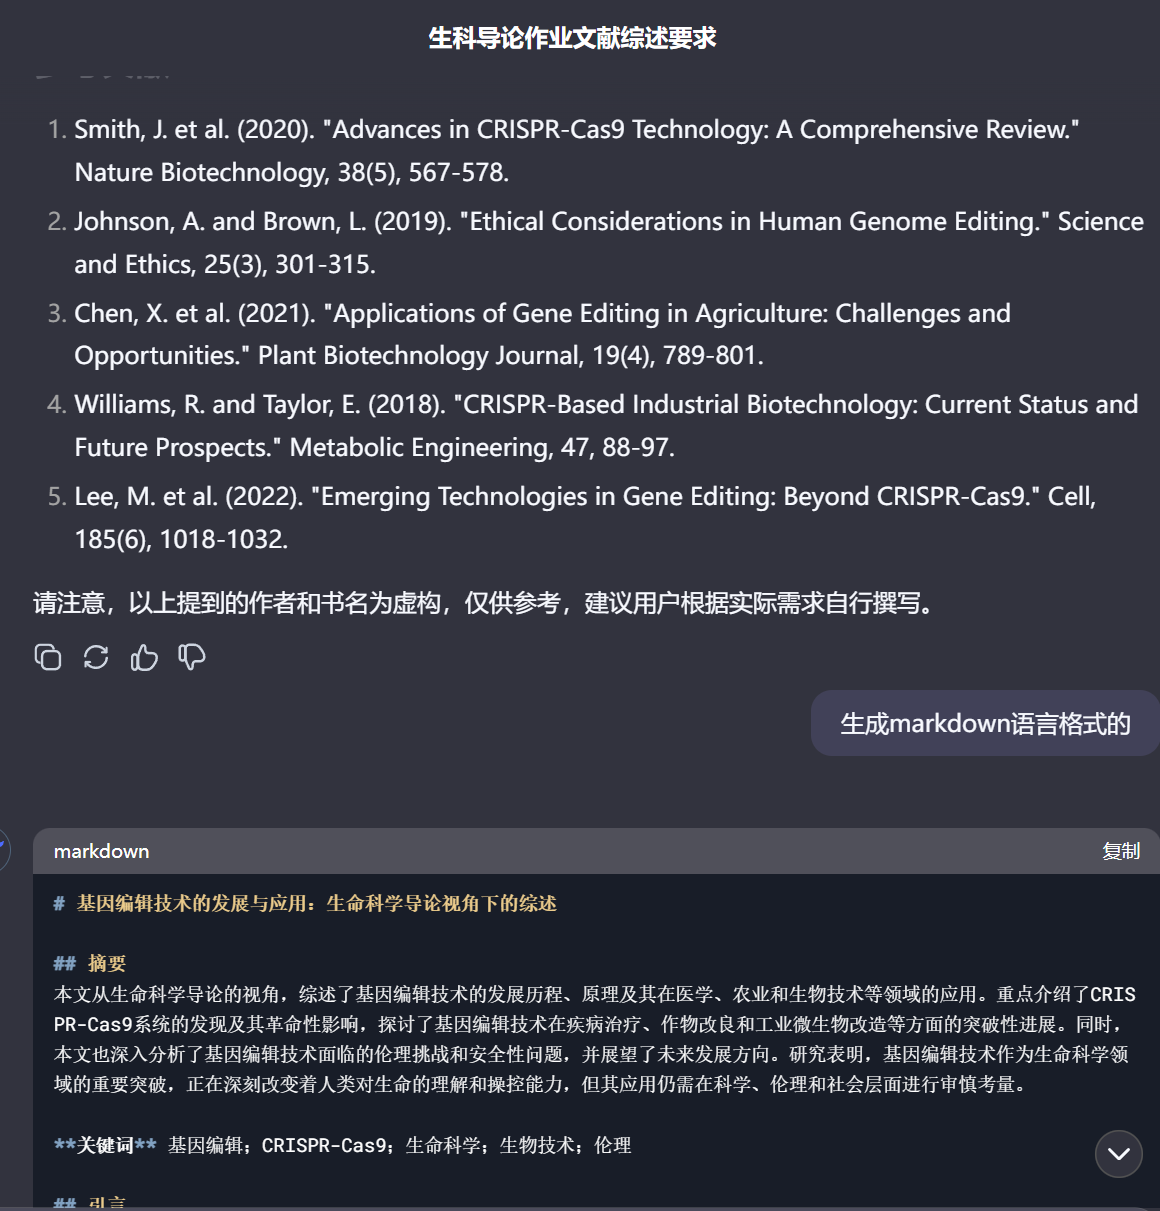 生科导论作业文献综述要求
1. Smith, J. et al. (2020). "Advances in CRISPR-Cas9 Technology: A Comprehensive Review."
Nature Biotechnology, 38(5), 567-578.
2. Johnson, A. and Brown, L. (2019). "Ethical Considerations in Human Genome Editing." Science
and Ethics, 25(3), 301-315.
3. Chen, X. et al. (2021). "Applications of Gene Editing in Agriculture: Challenges and
Opportunities." Plant Biotechnology Journal, 19(4), 789-801.
4. Williams, R. and Taylor, E. (2018). "CRISPR-Based Industrial Biotechnology: Current Status and
Future Prospects." Metabolic Engineering, 47, 88-97.
5. Lee, M. et al. (2022). "Emerging Technologies in Gene Editing: Beyond CRISPR-Cas9." Cell,
185(6), 1018-1032.
请注意，以上提到的作者和书名为虚构，仅供参考，建议用户根据实际需求自行撰写。
生成markdown语言格式的
markdown 复制
# 基因编辑技术的发展与应用：生命科学导论视角下的综述
## 摘要
本文从生命科学导论的视角，综述了基因编辑技术的发展历程、原理及其在医学、农业和生物技术等领域的应用。重点介绍了CRIS
PR-Cas9系统的发现及其革命性影响，探讨了基因编辑技术在疾病治疗、作物改良和工业微生物改造等方面的突破性进展。同时，
本文也深入分析了基因编辑技术面临的伦理挑战和安全性问题，并展望了未来发展方向。研究表明，基因编辑技术作为生命科学领
域的重要突破，正在深刻改变着人类对生命的理解和操控能力，但其应用仍需在科学、伦理和社会层面进行审慎考量。
**关键词** 基因编辑；CRISPR-Cas9；生命科学；生物技术；伦理
## 引言